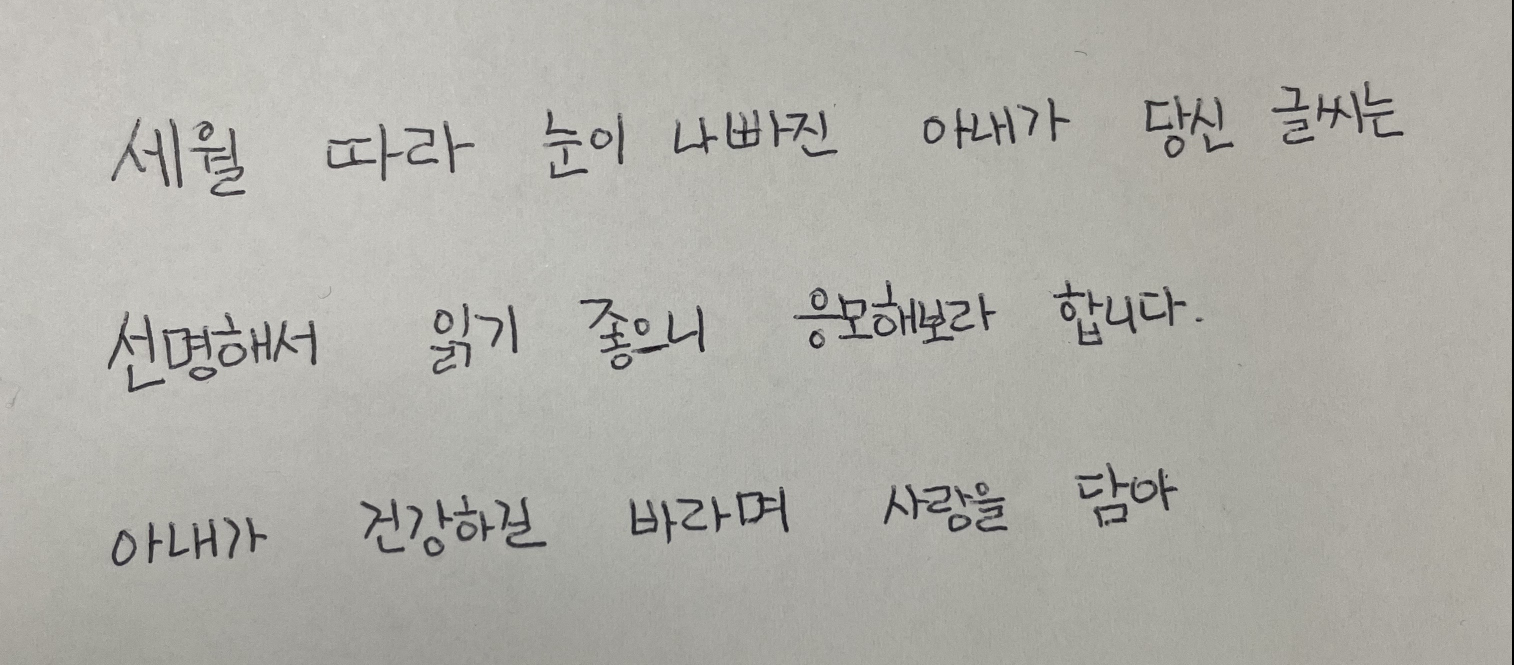 세월 따라 눈이 나빠진 아내가 당신 글씨는
선명해서 읽기 좋으니 응모해보라 합니다.
아내가 건강하길 바라며 사랑을 담아